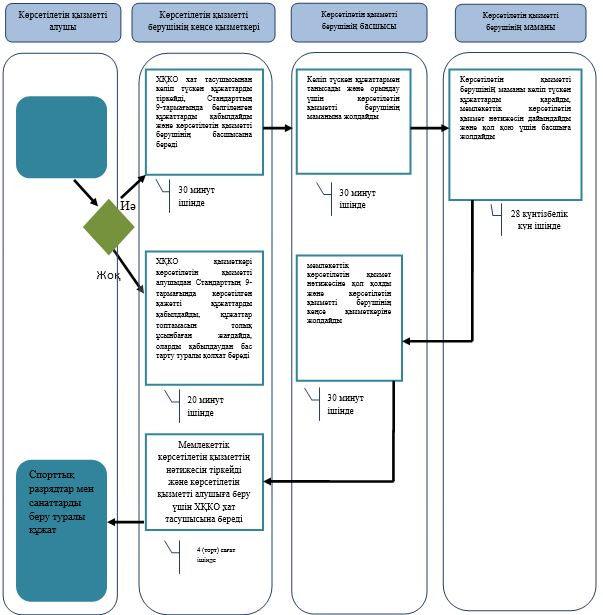 Көрсетілетін қызметті
алушы
Көрсетілетін қызметті
берушінің кеңсе қызметкері
Көрсетілетін қызметті
берушінің басшысы
Көрсетілетін қызметті
берушінің маманы
ХҚКО хат тасушысынан
келіп түскен құжаттарды
тіркейді, Стандарттың
9-тармағында белгіленген
құжаттарды қабылдайды
және көрсетілетін қызметті
берушінің басшысына
береді
30 минут
ішінде
Келіп түскен құжаттармен
танысады және орындау
үшін көрсетілетін
қызметті берушінің
маманына жолдайды
30 минут
ішінде
Көрсетілетін қызметті
берушінің маманы келіп түскен
құжаттарды қарайды,
мемлекеттік көрсетілетін
қызмет нәтижесін дайындайды
және қол қою үшін басшыға
жолдайды
28 күнтізбелік
күн ішінде
Иә
Жоқ
ХҚКО қызметкері
көрсетілетін қызметті
алушыдан Стандарттың 9-
тармағында көрсетілген
қажетті құжаттарды
қабылдайды, құжаттар
топтамасын толық
ұсынбаған жағдайда,
оларды қабылдаудан бас
тарту туралы қолхат береді
20 минут
ішінде
мемлекеттік
көрсетілетін қызмет
нәтижесіне қол қояды
және көрсетілетін
қызметті берушінің
кеңсе қызметкеріне
жолдайды
30 минут
ішінде
Мемлекеттік
көрсетілетін қызметтің
нәтижесін тіркейді
және көрсетілетін
қызметті алушыға беру
үшін ХҚКО хат
тасушысына береді
4 (төрт) сағат
ішінде
Спорттық
разрядтар мен
санаттарды
беру туралы
құжат